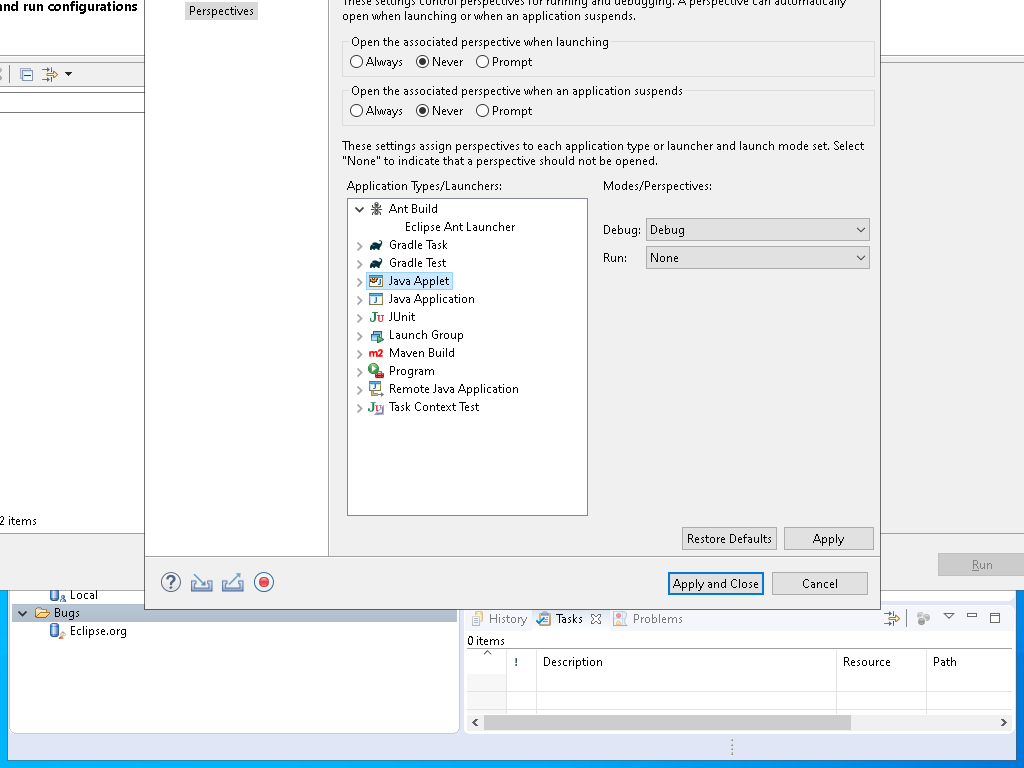 and run configurations
Perspectives
These settings control perspectives for running and debugging. A perspective can automatically
open when launching or when an application suspends.
Open the associated perspective when launching
Always
Never
Prompt
Open the associated perspective when an application suspends
Always
Never
Prompt
These settings assign perspectives to each application type or launcher and launch mode set. Select
"None" to indicate that a perspective should not be opened.
Application Types/Launchers:
Modes/Perspectives:
Ant Build
Eclipse Ant Launcher
Gradle Task
Gradle Test
Java Applet
Java Application
JUnit
Launch Group
Maven Build
Program
Remote Java Application
Task Context Test
Debug:
Debug
Run:
None
2 items
Restore Defaults
Apply
Apply and Close
Cancel
Run
Local
Bugs
Eclipse.org
History
Tasks
Problems
0 items
!
Description
Resource
Path